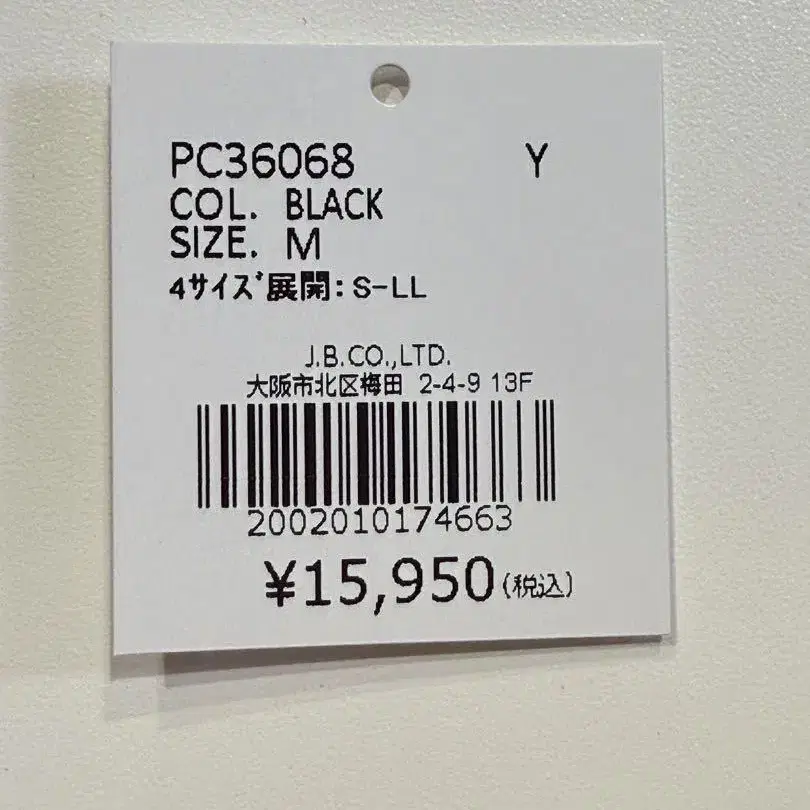 PC36068 Y
COL. BLACK
SIZE. M
4サイズ展開: S-LL
J.B.CO.,LTD.
大阪市北区梅田 2-4-9 13F
2002010174663
¥15,950(税込)